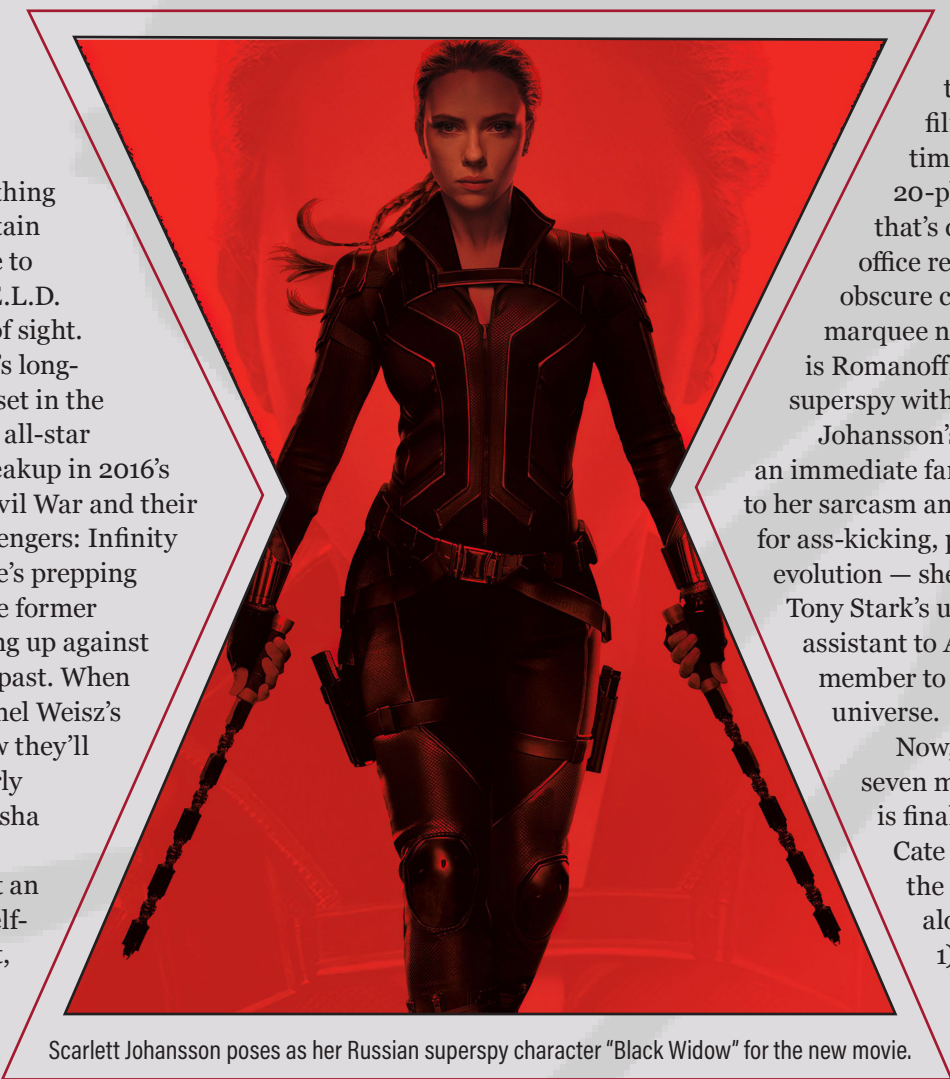 thing
tain
e to
E.L.D.
of sight.
’s long-
set in the
all-star
eakup in 2016’s
vil War and their
engers: Infinity
e’s prepping
e former
ng up against
past. When
hel Weisz’s
w they’ll
rly
sha
t an
elf-
t,
t
fil
tim
20-p
that’s
office re
obscure
marquee n
is Romanoff,
superspy with
Johansson’s
an immediate fa
to her sarcasm an
for ass-kicking, p
evolution — she
Tony Stark’s u
assistant to A
member to
universe.
Now,
seven m
is fina
Cate
the
alo
1)
Scarlett Johansson poses as her Russian superspy character “Black Widow” for the new movie.